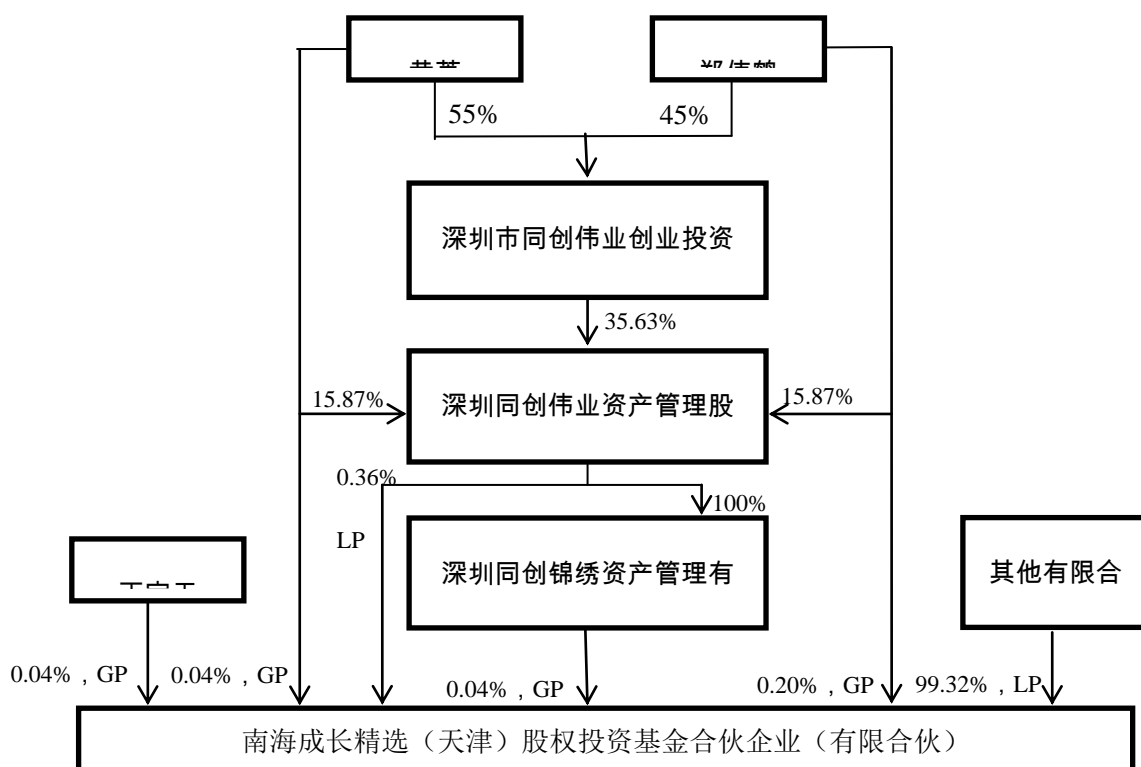 55%
45%
深圳市同创伟业创业投资
35.63%
15.87%
深圳同创伟业资产管理股
15.87%
0.36%
100%
LP
深圳同创锦绣资产管理有
其他有限合
0.04%，GP
0.04%，GP
0.04%，GP
0.20%，GP
99.32%，LP
南海成长精选（天津）股权投资基金合伙企业（有限合伙）